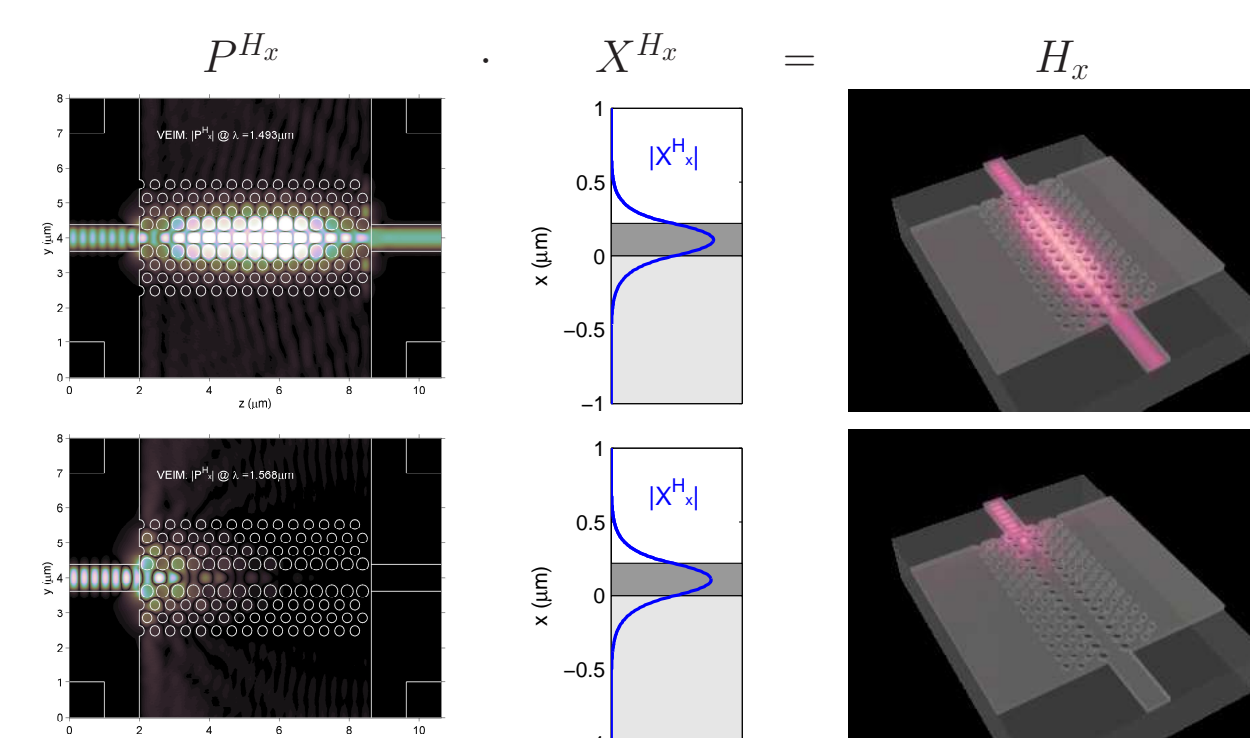 P^{H_x} · X^{H_x} = H_x
8
7
6
5
4
3
2
1
0
y (μm)
VEIM. |P^{H_x}| @ λ =1.493μm
0 2 4 6 8 10
z (μm)
1
0.5
0
−0.5
−1
x (μm)
|X^{H_x}|
8
7
6
5
4
3
2
1
0
y (μm)
VEIM. |P^{H_x}| @ λ =1.568μm
0 2 4 6 8 10
1
0.5
0
−0.5
x (μm)
|X^{H_x}|